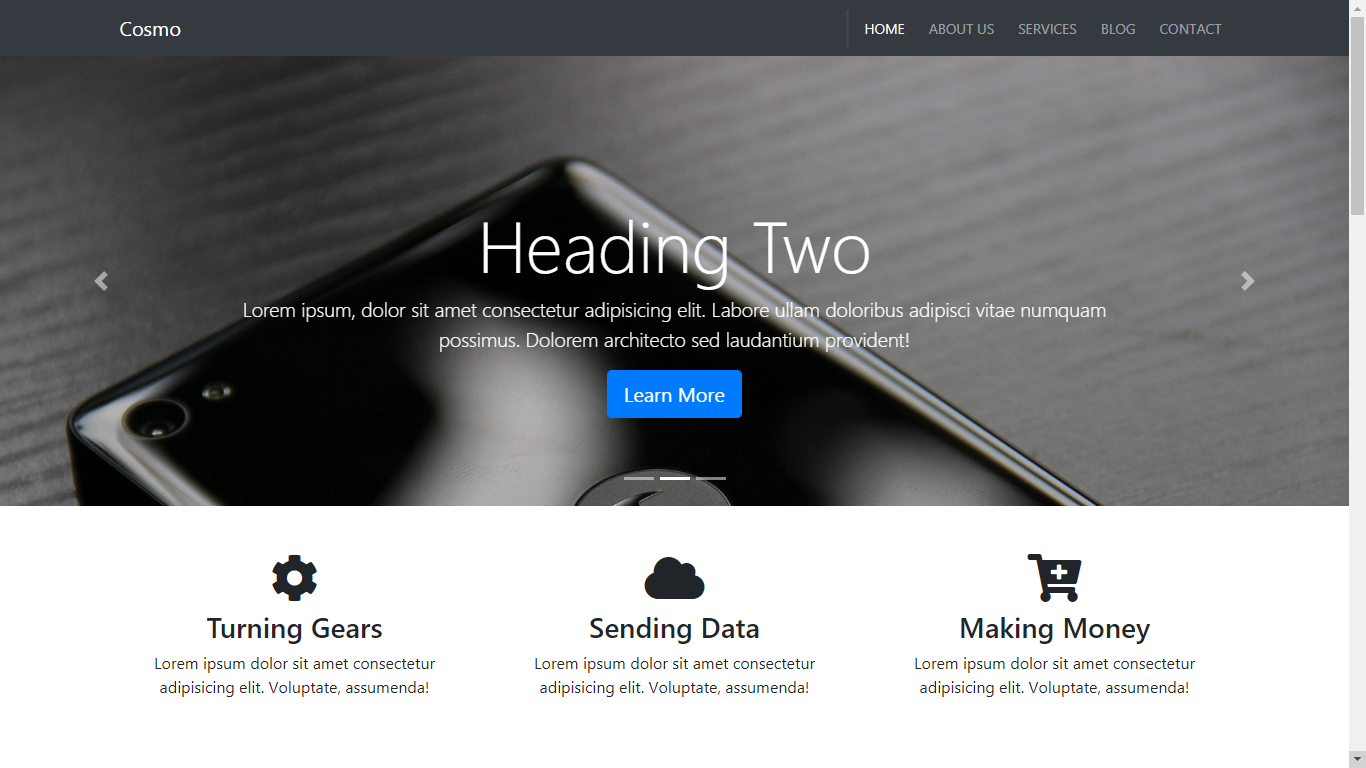 Cosmo
HOME ABOUT US SERVICES BLOG CONTACT
Heading Two
Lorem ipsum, dolor sit amet consectetur adipisicing elit. Labore ullam doloribus adipisci vitae numquam
possimus. Dolorem architecto sed laudantium provident!
Learn More
Turning Gears
Lorem ipsum dolor sit amet consectetur
adipisicing elit. Voluptate, assumenda!
Sending Data
Lorem ipsum dolor sit amet consectetur
adipisicing elit. Voluptate, assumenda!
Making Money
Lorem ipsum dolor sit amet consectetur
adipisicing elit. Voluptate, assumenda!